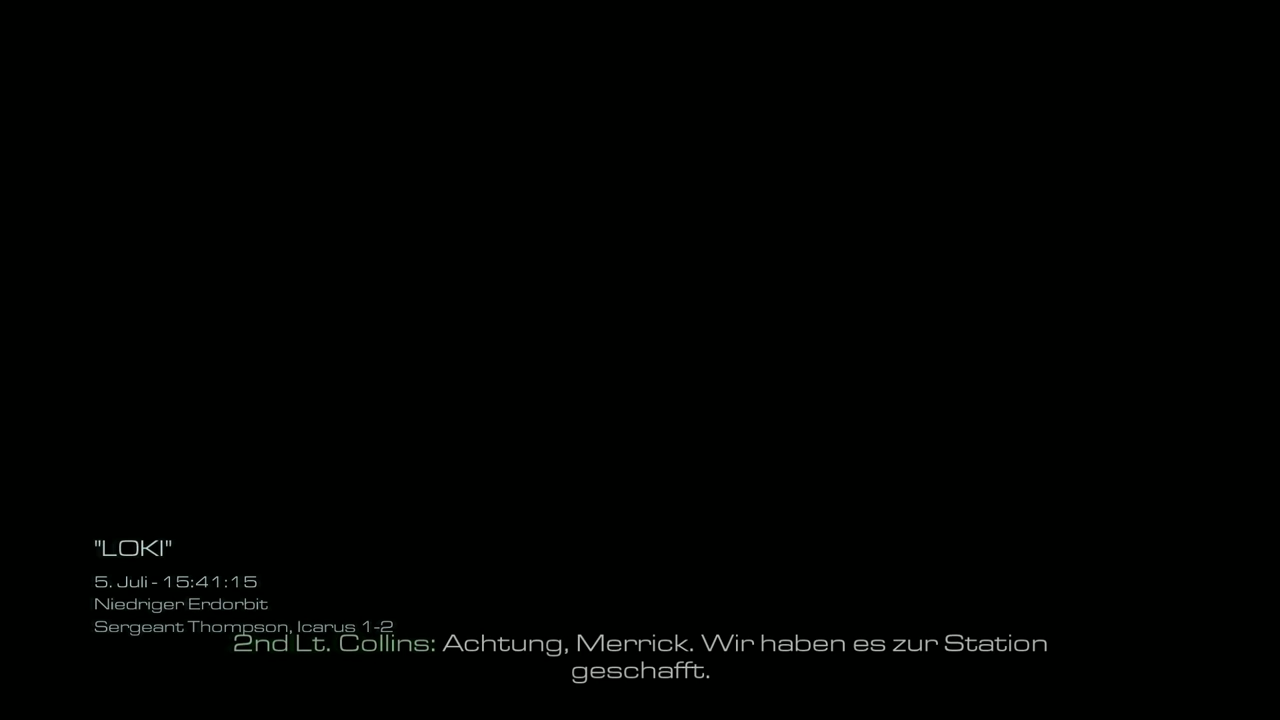 "LOKI"
5. Juli - 15:41:15
Niedriger Erdorbit
Sergeant Thompson, Icarus 1-2
2nd Lt. Collins: Achtung, Merrick. Wir haben es zur Station
geschafft.